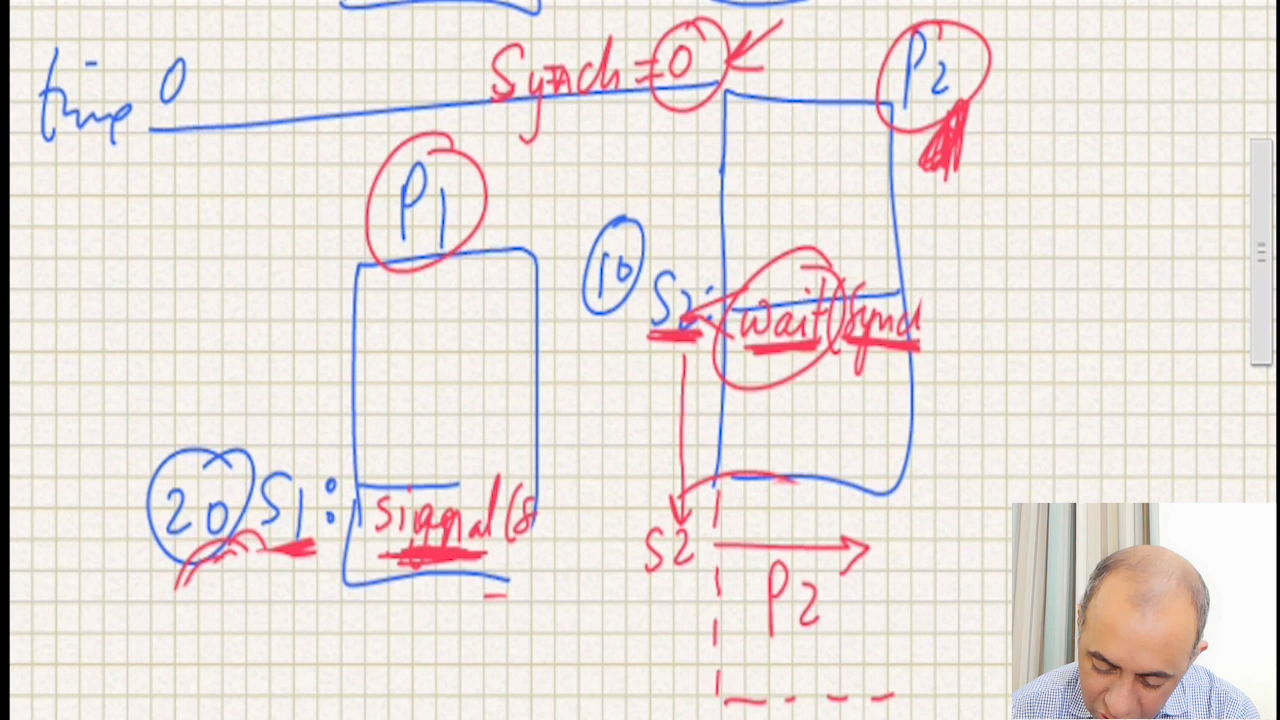 time 0
Synch = 0
P2
P1
10 S2: wait(Synch
20 S1: signal(s
S2
P2